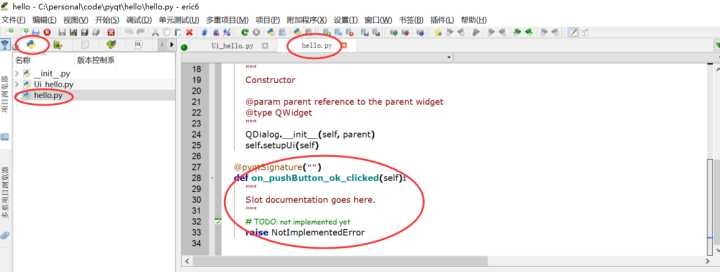 hello - C:\personal\code\pyqt\hello\hello.py - eric6
文件(F) 编辑(E) 视图(V) 开始(S) 调试(D) 单元测试(U) 多重项目(M) 项目(P) 附加程序(X) 设置(T) 窗口(W) 书签(B) 插件(L) 帮助(H)
Ui_hello.py hello.py
名称 版本控制系
__init__.py
Ui hello.py
hello.py
项目浏览器
多重项目浏览器
18 """
19 Constructor
20
21 @param parent reference to the parent widget
22 @type QWidget
23 """
24 QDialog.__init__(self, parent)
25 self.setupUi(self)
26
27 @pyqtSignature("")
28 def on_pushButton_ok_clicked(self):
29 """
30 Slot documentation goes here.
31 """
32 # TODO: not implemented yet
33 raise NotImplementedError
34